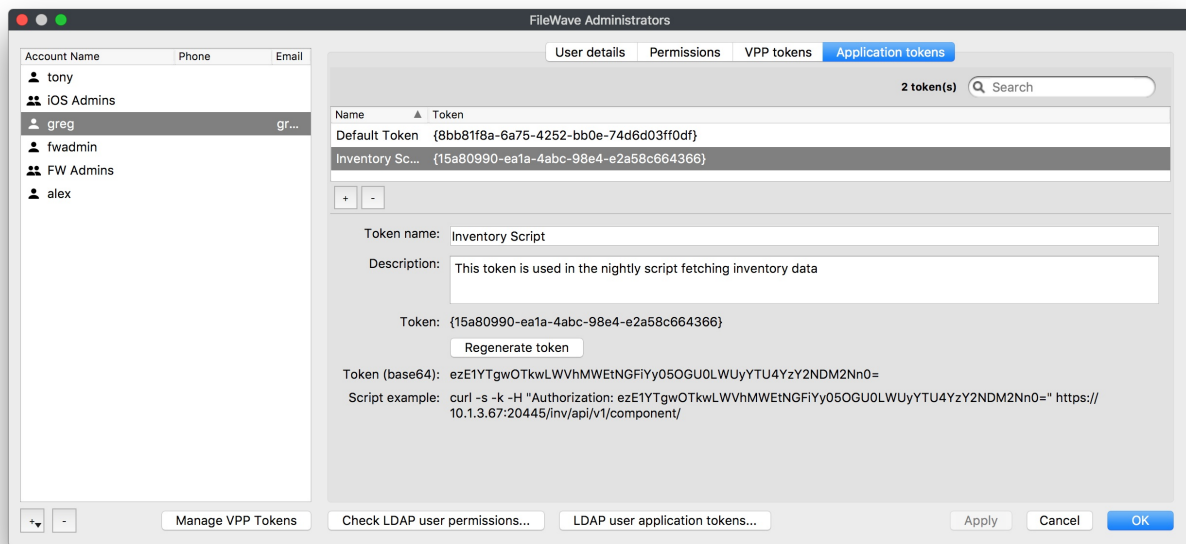 FileWave Administrators
Account Name Phone Email
tony
iOS Admins
greg gr...
fwadmin
FW Admins
alex
User details Permissions VPP tokens Application tokens
2 token(s) Search
Name Token
Default Token {8bb81f8a-6a75-4252-bb0e-74d6d03ff0df}
Inventory Sc... {15a80990-ea1a-4abc-98e4-e2a58c664366}
+ -
Token name: Inventory Script
Description: This token is used in the nightly script fetching inventory data
Token: {15a80990-ea1a-4abc-98e4-e2a58c664366}
Regenerate token
Token (base64): ezE1YTgwOTkwLWVhMWEtNGFiYy05OGU0LWUyYTU4YzY2NDM2Nn0=
Script example: curl -s -k -H "Authorization: ezE1YTgwOTkwLWVhMWEtNGFiYy05OGU0LWUyYTU4YzY2NDM2Nn0=" https://
10.1.3.67:20445/inv/api/v1/component/
+ - Manage VPP Tokens Check LDAP user permissions... LDAP user application tokens... Apply Cancel OK